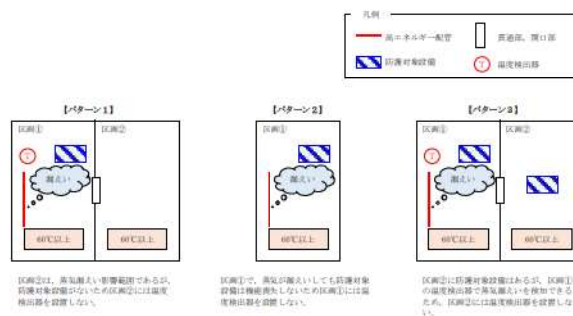 凡例
高エネルギー配管
貫通部，開口部
防護対象設備
T
温度検出器
【パターン1】
【パターン2】
【パターン3】
区画①
区画②
区画①
区画①
区画②
T
T
漏えい
漏えい
漏えい
60℃以上
60℃以上
60℃以上
60℃以上
60℃以上
区画②は，蒸気漏えい影響範囲であるが，
防護対象設備がないため区画②には温度
検出器を設置しない。
区画①で，蒸気が漏えいしても防護対象
設備は機能喪失しないため区画①には温
度検出器を設置しない。
区画②に防護対象設備はあるが，区画①
の温度検出器で蒸気漏えいを検知できる
ため，区画②には温度検出器を設置しな
い。